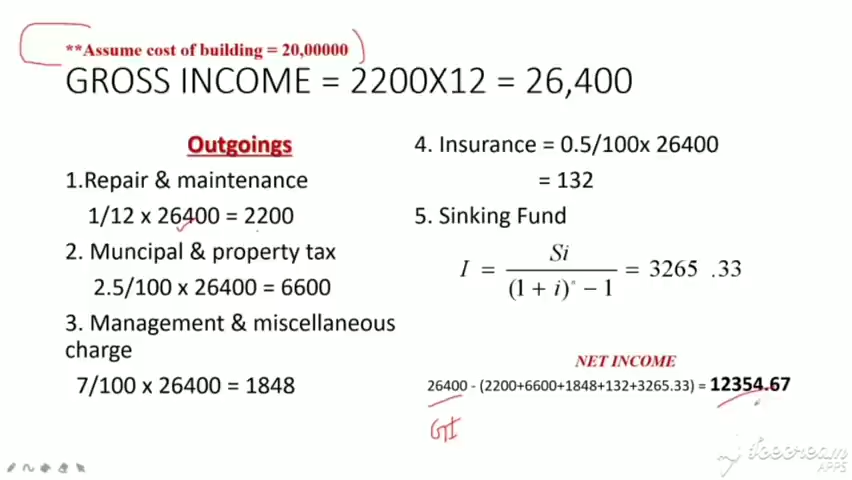 **Assume cost of building = 20,00000
GROSS INCOME = 2200X12 = 26,400
Outgoings
1.Repair & maintenance
1/12 x 26400 = 2200
2. Muncipal & property tax
2.5/100 x 26400 = 6600
3. Management & miscellaneous
charge
7/100 x 26400 = 1848
4. Insurance = 0.5/100x 26400
= 132
5. Sinking Fund
I = Si / (1 + i)^n − 1 = 3265 .33
NET INCOME
26400 - (2200+6600+1848+132+3265.33) = 12354.67
GI
Icecream
APPS